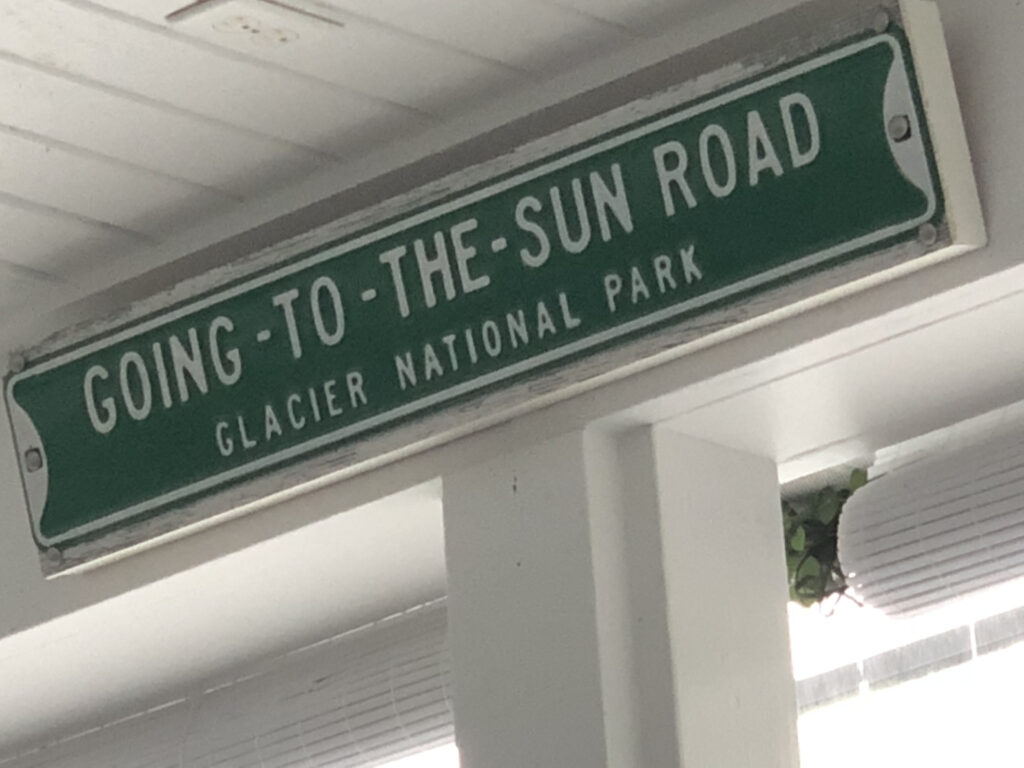 GOING-TO-THE-SUN ROAD
GLACIER NATIONAL PARK